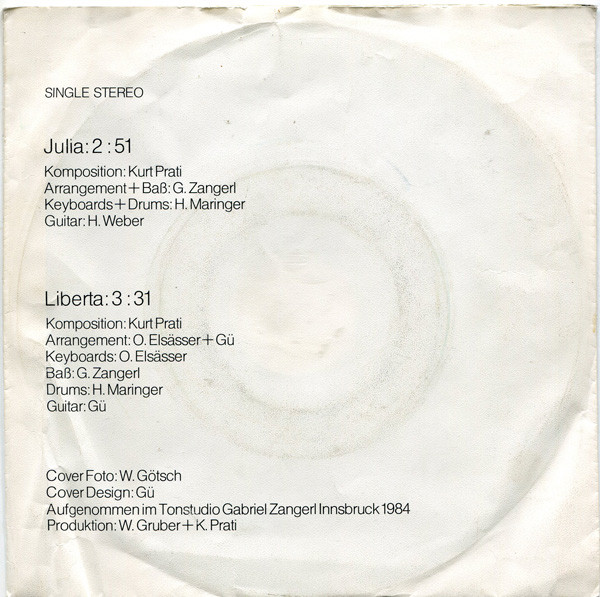 SINGLE STEREO
Julia: 2 : 51
Komposition: Kurt Prati
Arrangement + Baß: G. Zangerl
Keyboards + Drums: H. Maringer
Guitar: H. Weber
Liberta: 3 : 31
Komposition: Kurt Prati
Arrangement: O. Elsässer + Gü
Keyboards: O. Elsässer
Baß: G. Zangerl
Drums: H. Maringer
Guitar: Gü
Cover Foto: W. Götsch
Cover Design: Gü
Aufgenommen im Tonstudio Gabriel Zangerl Innsbruck 1984
Produktion: W. Gruber + K. Prati